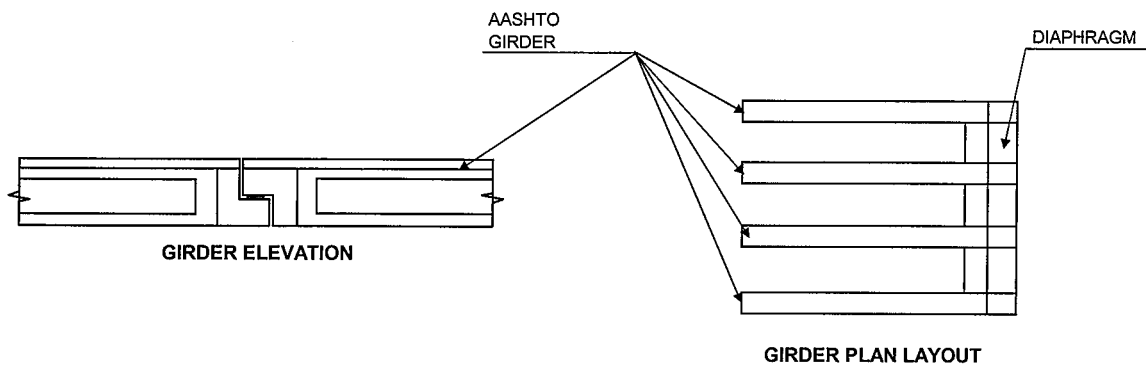 AASHTO
GIRDER
DIAPHRAGM
GIRDER ELEVATION
GIRDER PLAN LAYOUT